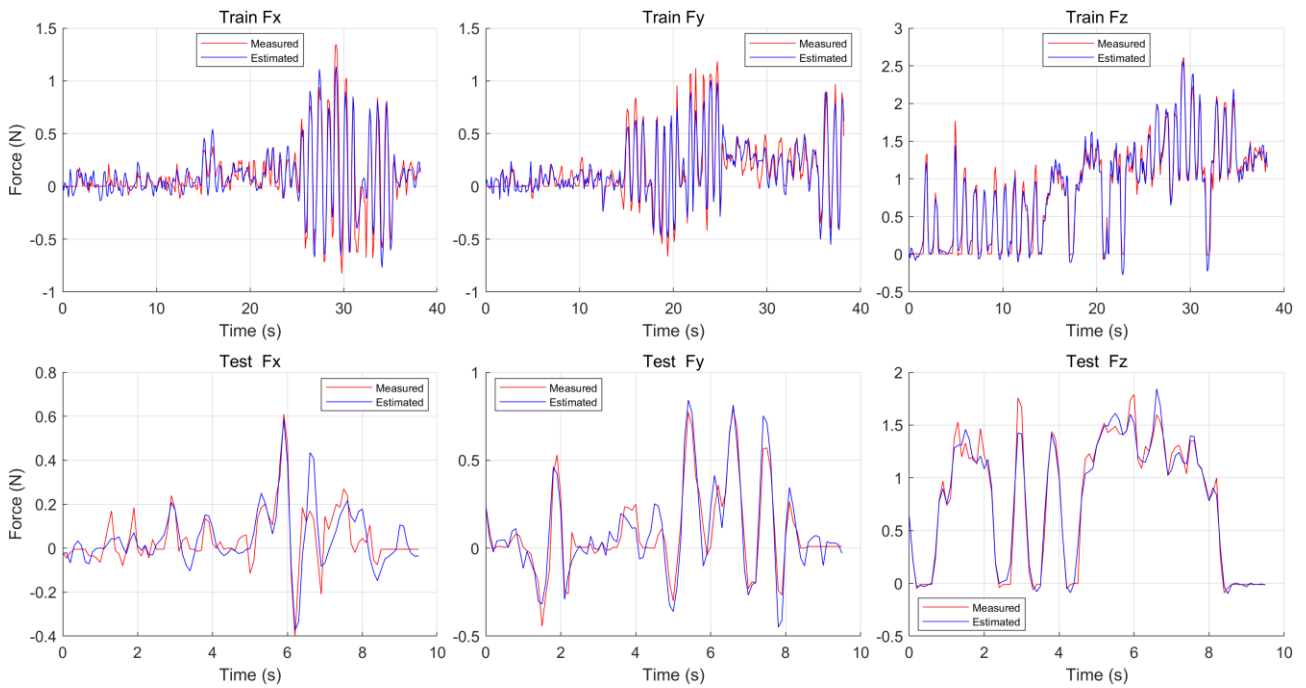 Train Fx
Train Fy
Train Fz
1.5
1
0.5
0
-0.5
-1
Force (N)
Measured
Estimated
0 10 20 30 40
Time (s)
1.5
1
0.5
0
-0.5
-1
Measured
Estimated
0 10 20 30 40
Time (s)
3
2.5
2
1.5
1
0.5
0
-0.5
Measured
Estimated
0 10 20 30 40
Time (s)
Test Fx
Test Fy
Test Fz
0.8
0.6
0.4
0.2
0
-0.2
-0.4
Force (N)
Measured
Estimated
0 2 4 6 8 10
Time (s)
1
0.5
0
-0.5
Measured
Estimated
0 2 4 6 8 10
Time (s)
2
1.5
1
0.5
0
-0.5
Measured
Estimated
0 2 4 6 8 10
Time (s)